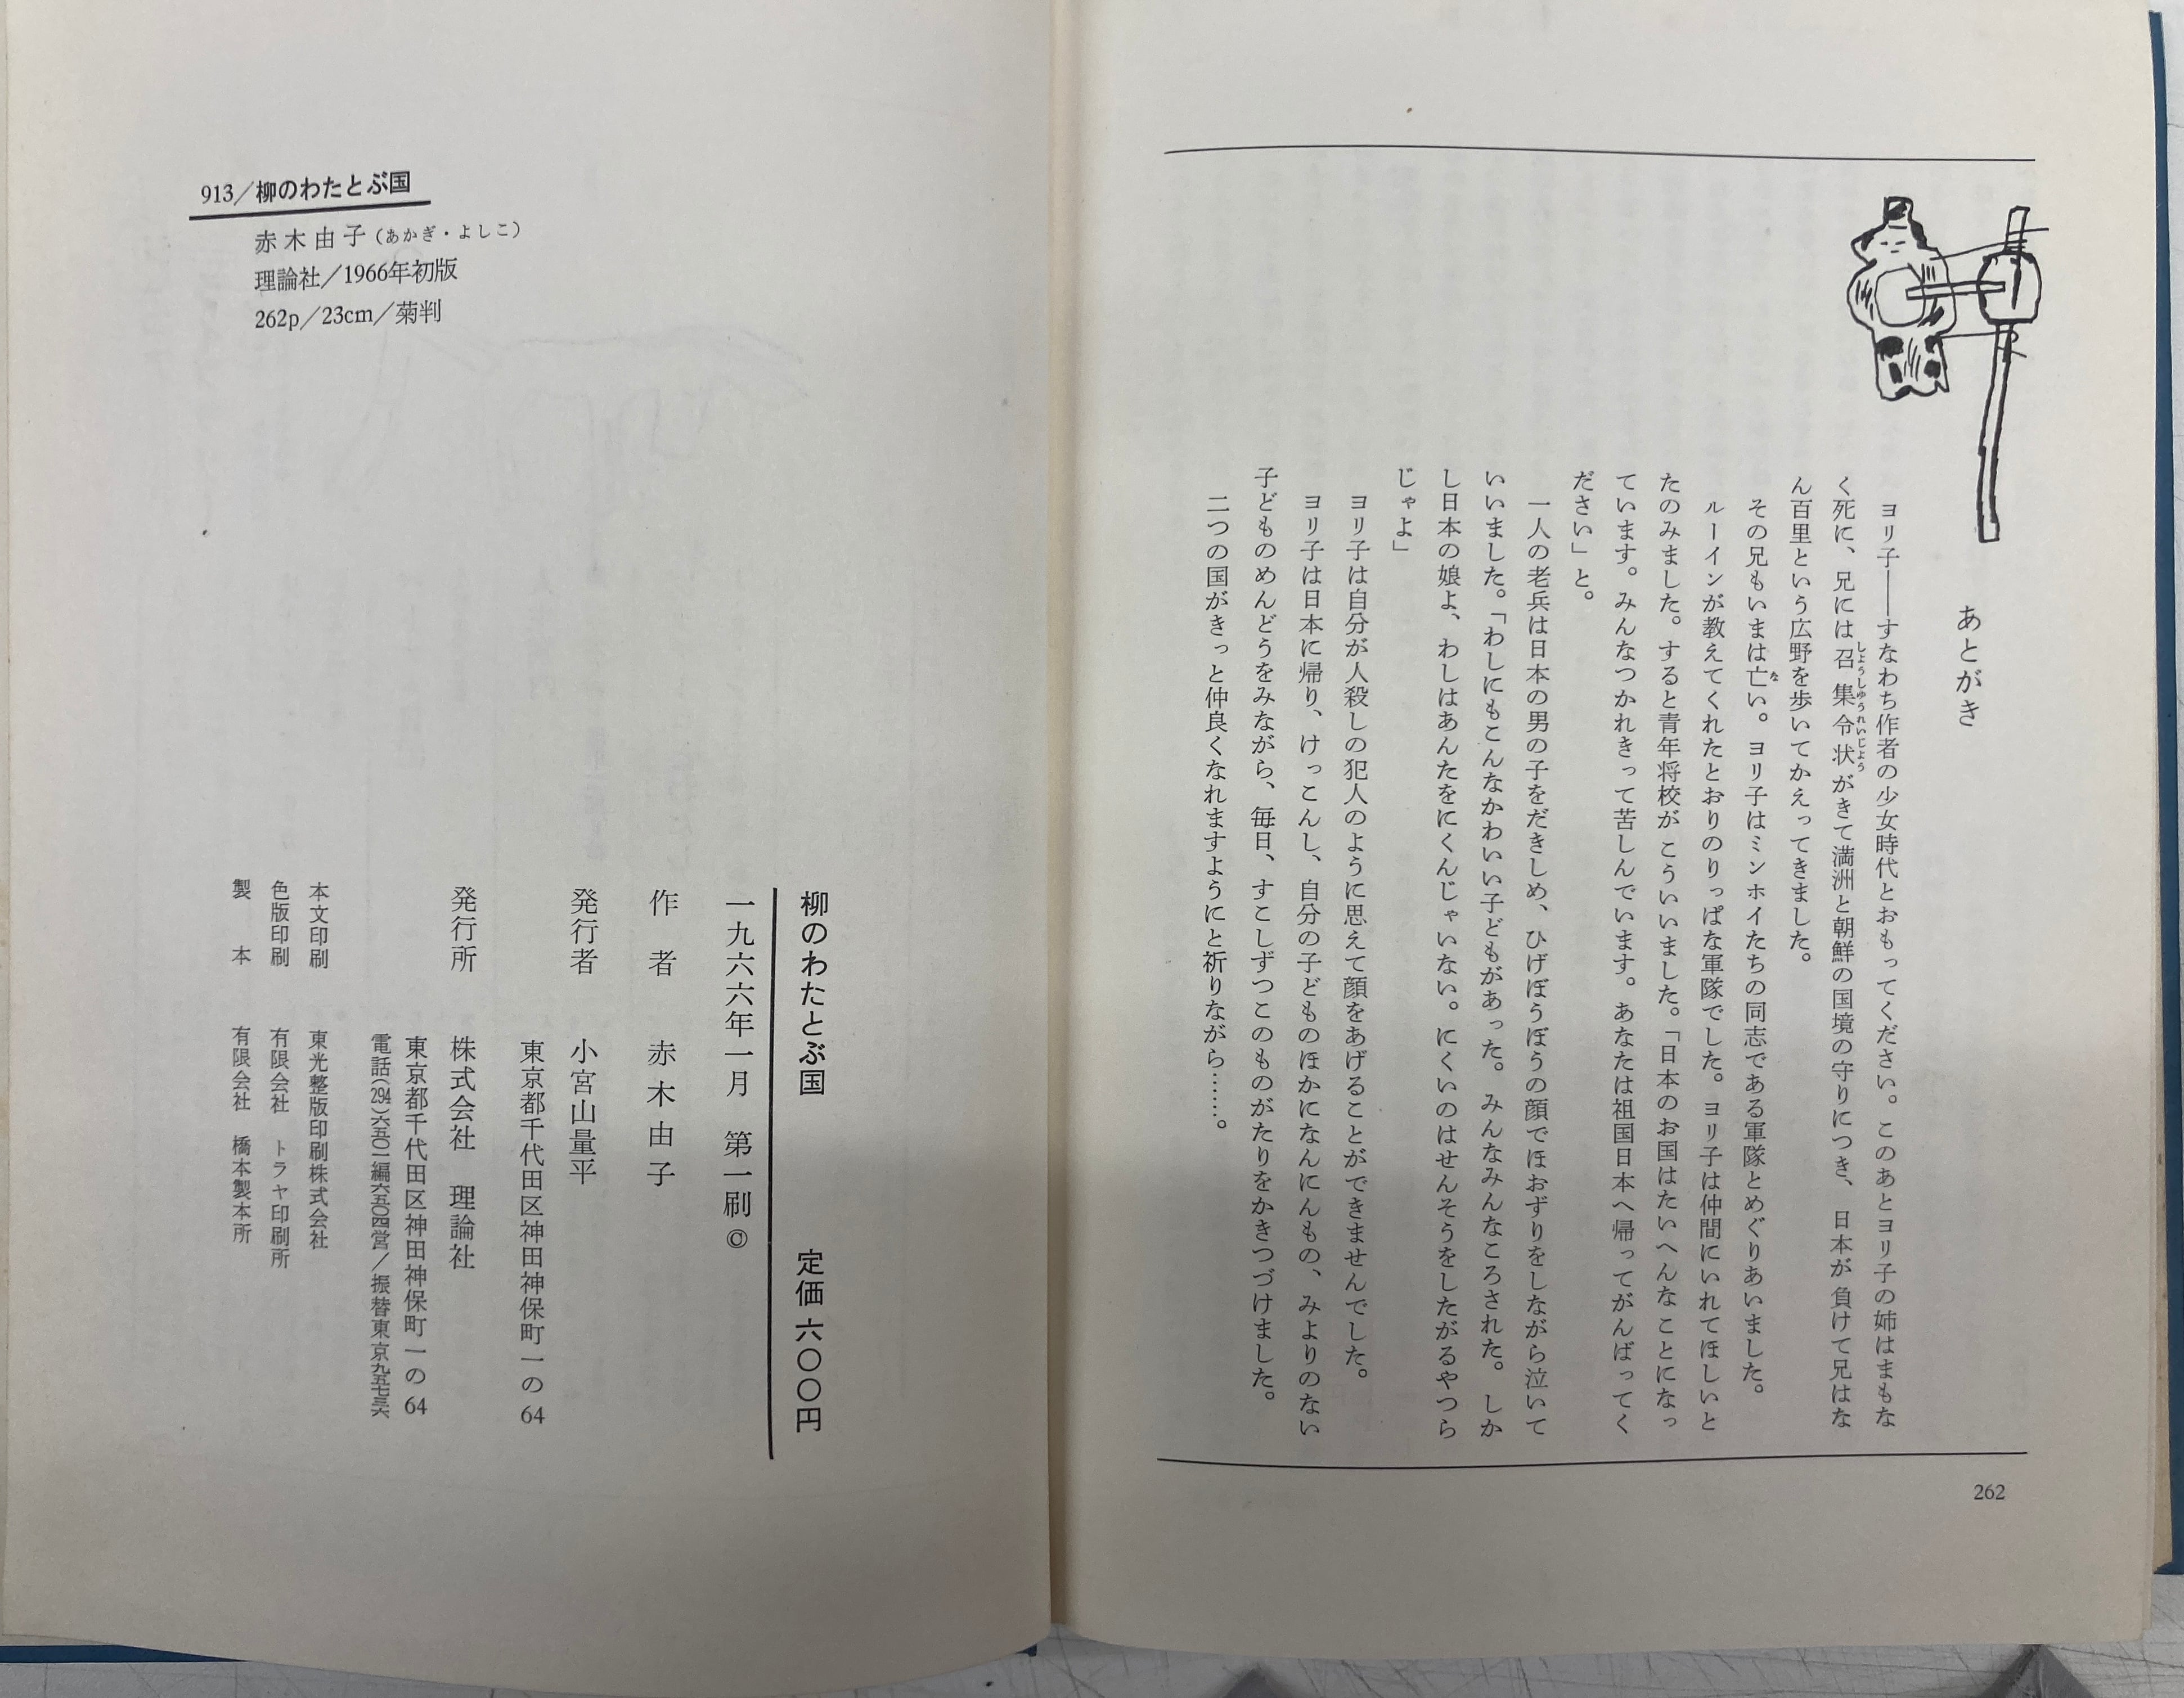 あとがき
ヨリ子――すなわち作者の少女時代とおもってください。このあとヨリ子の姉はまもな
く死に、兄には召集令状がきて満洲と朝鮮の国境の守りにつき、日本が負けて兄はな
ん百里という広野を歩いてかえってきました。
その兄もいまは亡い。ヨリ子はミンホイたちの同志である軍隊とめぐりあいました。
ルーインが教えてくれたとおりのりっぱな軍隊でした。ヨリ子は仲間にいれてほしいと
たのみました。すると青年将校がこういいました。「日本のお国はたいへんなことになっ
ています。みんなつかれきって苦しんでいます。あなたは祖国日本へ帰ってがんばってく
ださい」と。
一人の老兵は日本の男の子をだきしめ、ひげぼうぼうの顔でほおずりをしながら泣いて
いいました。「わしにもこんなかわいい子どもがあった。みんなみんなころされた。しか
し日本の娘よ、わしはあんたをにくんじゃいない。にくいのはせんそうをしたがるやつら
じゃよ」
ヨリ子は自分が人殺しの犯人のように思えて顔をあげることができませんでした。
ヨリ子は日本に帰り、けっこんし、自分の子どものほかになんにんもの、みよりのない
子どものめんどうをみながら、毎日、すこしずつこのものがたりをかきつづけました。
二つの国がきっと仲良くなれますようにと祈りながら……。
262
913／柳のわたとぶ国
赤木由子（あかぎ・よしこ）
理論社／1966年初版
262p／23cm／菊判
柳のわたとぶ国 定価 六〇〇円
一九六六年一月 第一刷 ©
作者 赤木由子
発行者 小宮山量平
東京都千代田区神田神保町一の64
発行所 株式会社 理論社
東京都千代田区神田神保町一の64
電話(294)六五〇一編六五〇四営／振替東京九五七三六
本文印刷 東光整版印刷株式会社
色版印刷 有限会社 トラヤ印刷所
製本 有限会社 橋本製本所